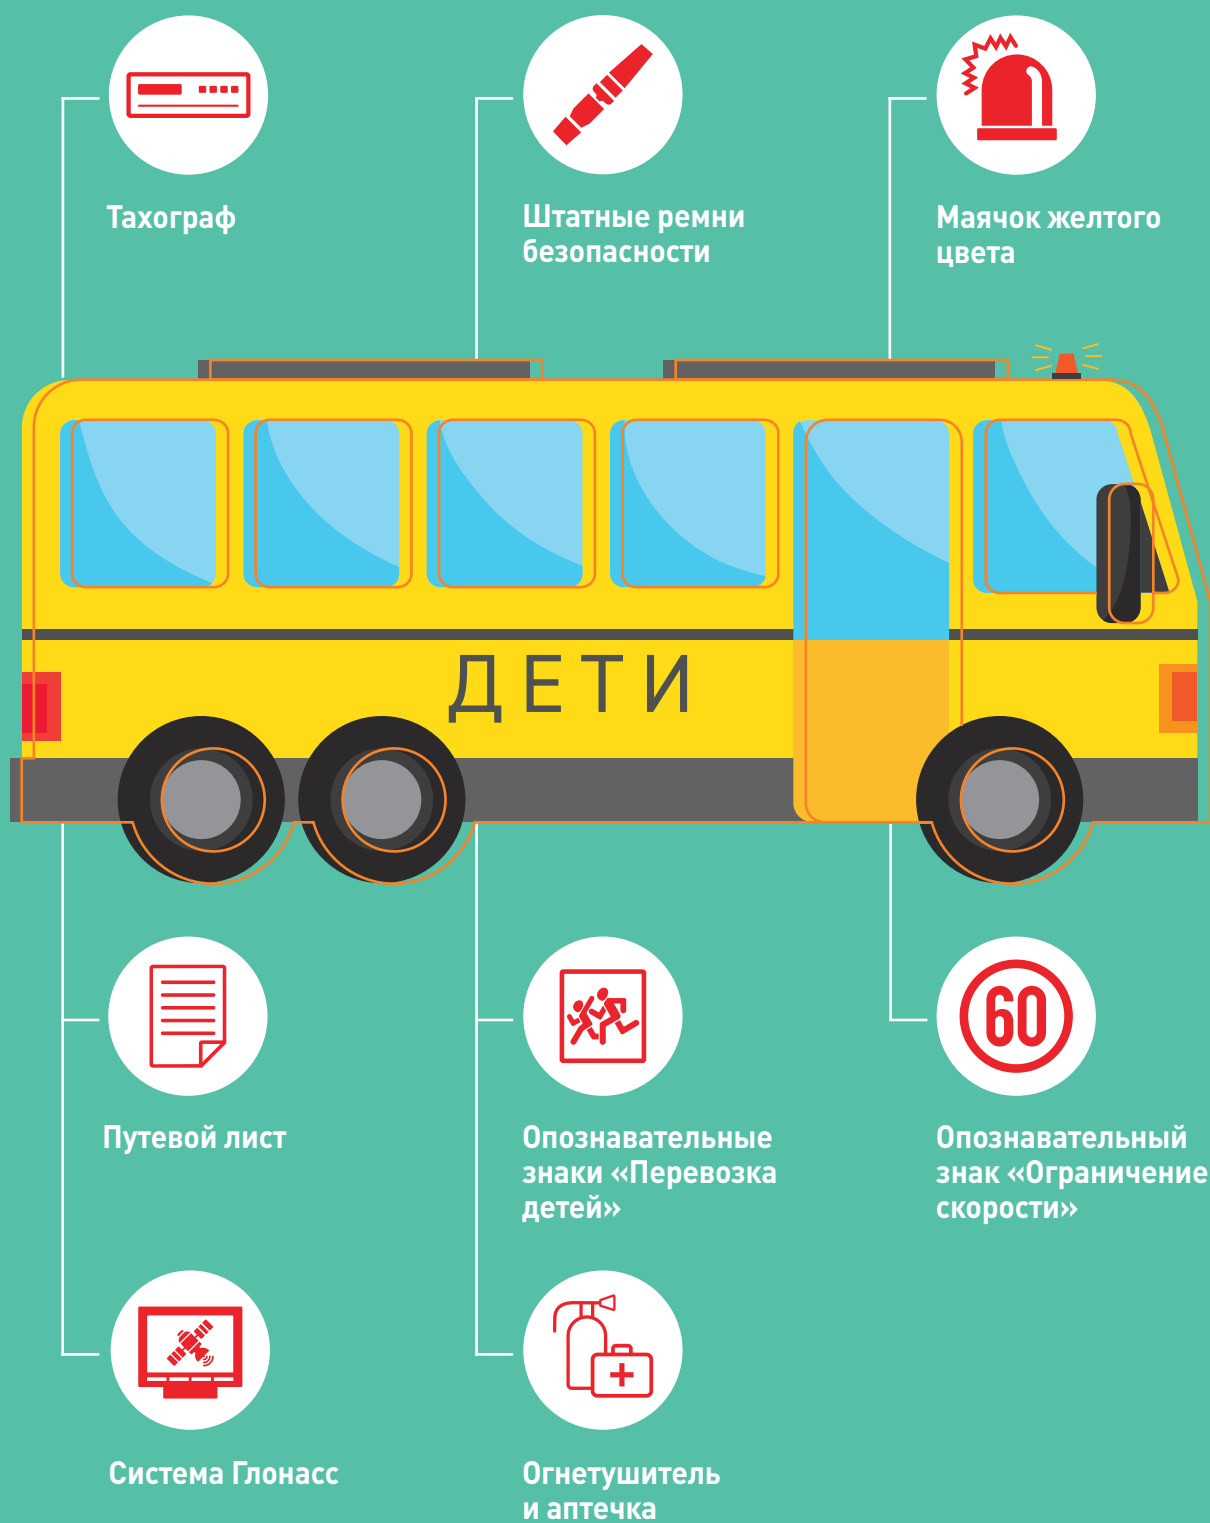 Тахограф
Штатные ремни
безопасности
Маячок желтого
цвета
ДЕТИ
Путевой лист
Опознавательные
знаки «Перевозка
детей»
60
Опознавательный
знак «Ограничение
скорости»
Система Глонасс
Огнетушитель
и аптечка